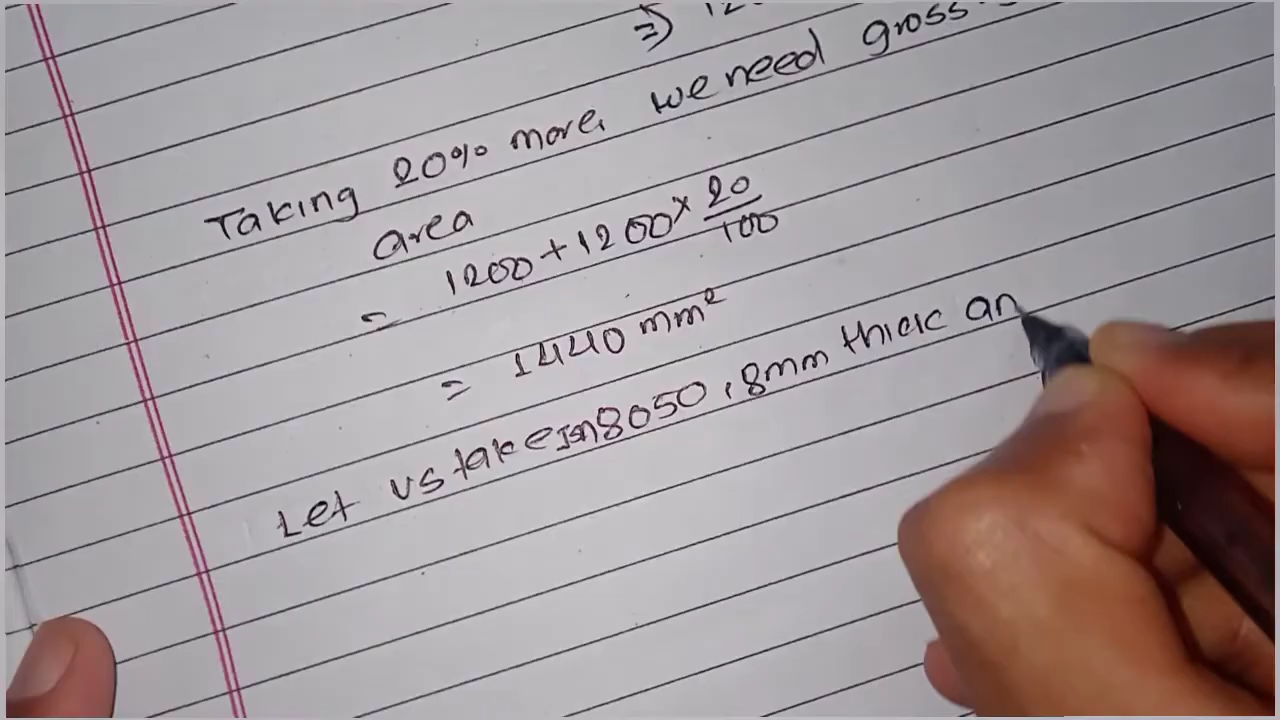 ⇒ 12
Taking 20% more, we need gross
area
= 1200 + 1200 × 20/100
= 1440 mm²
Let us take ISA 8050, 8mm thick an